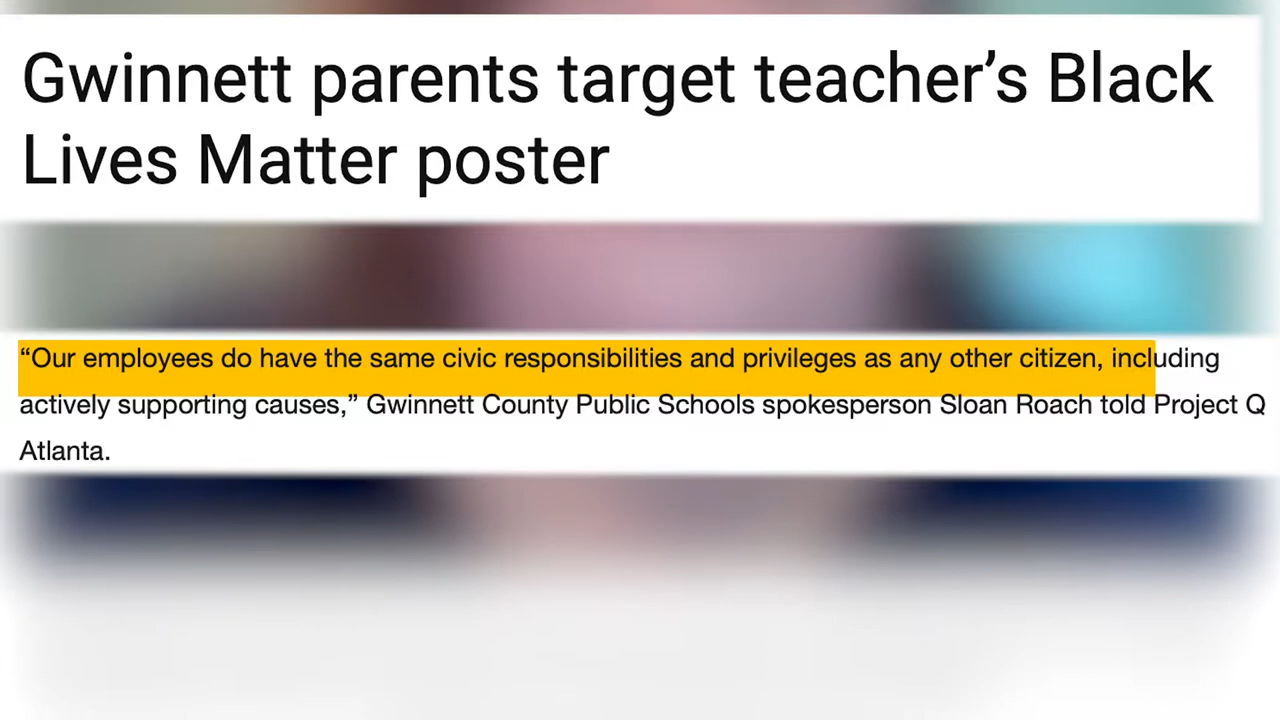 Gwinnett parents target teacher’s Black
Lives Matter poster
“Our employees do have the same civic responsibilities and privileges as any other citizen, including
actively supporting causes,” Gwinnett County Public Schools spokesperson Sloan Roach told Project Q
Atlanta.